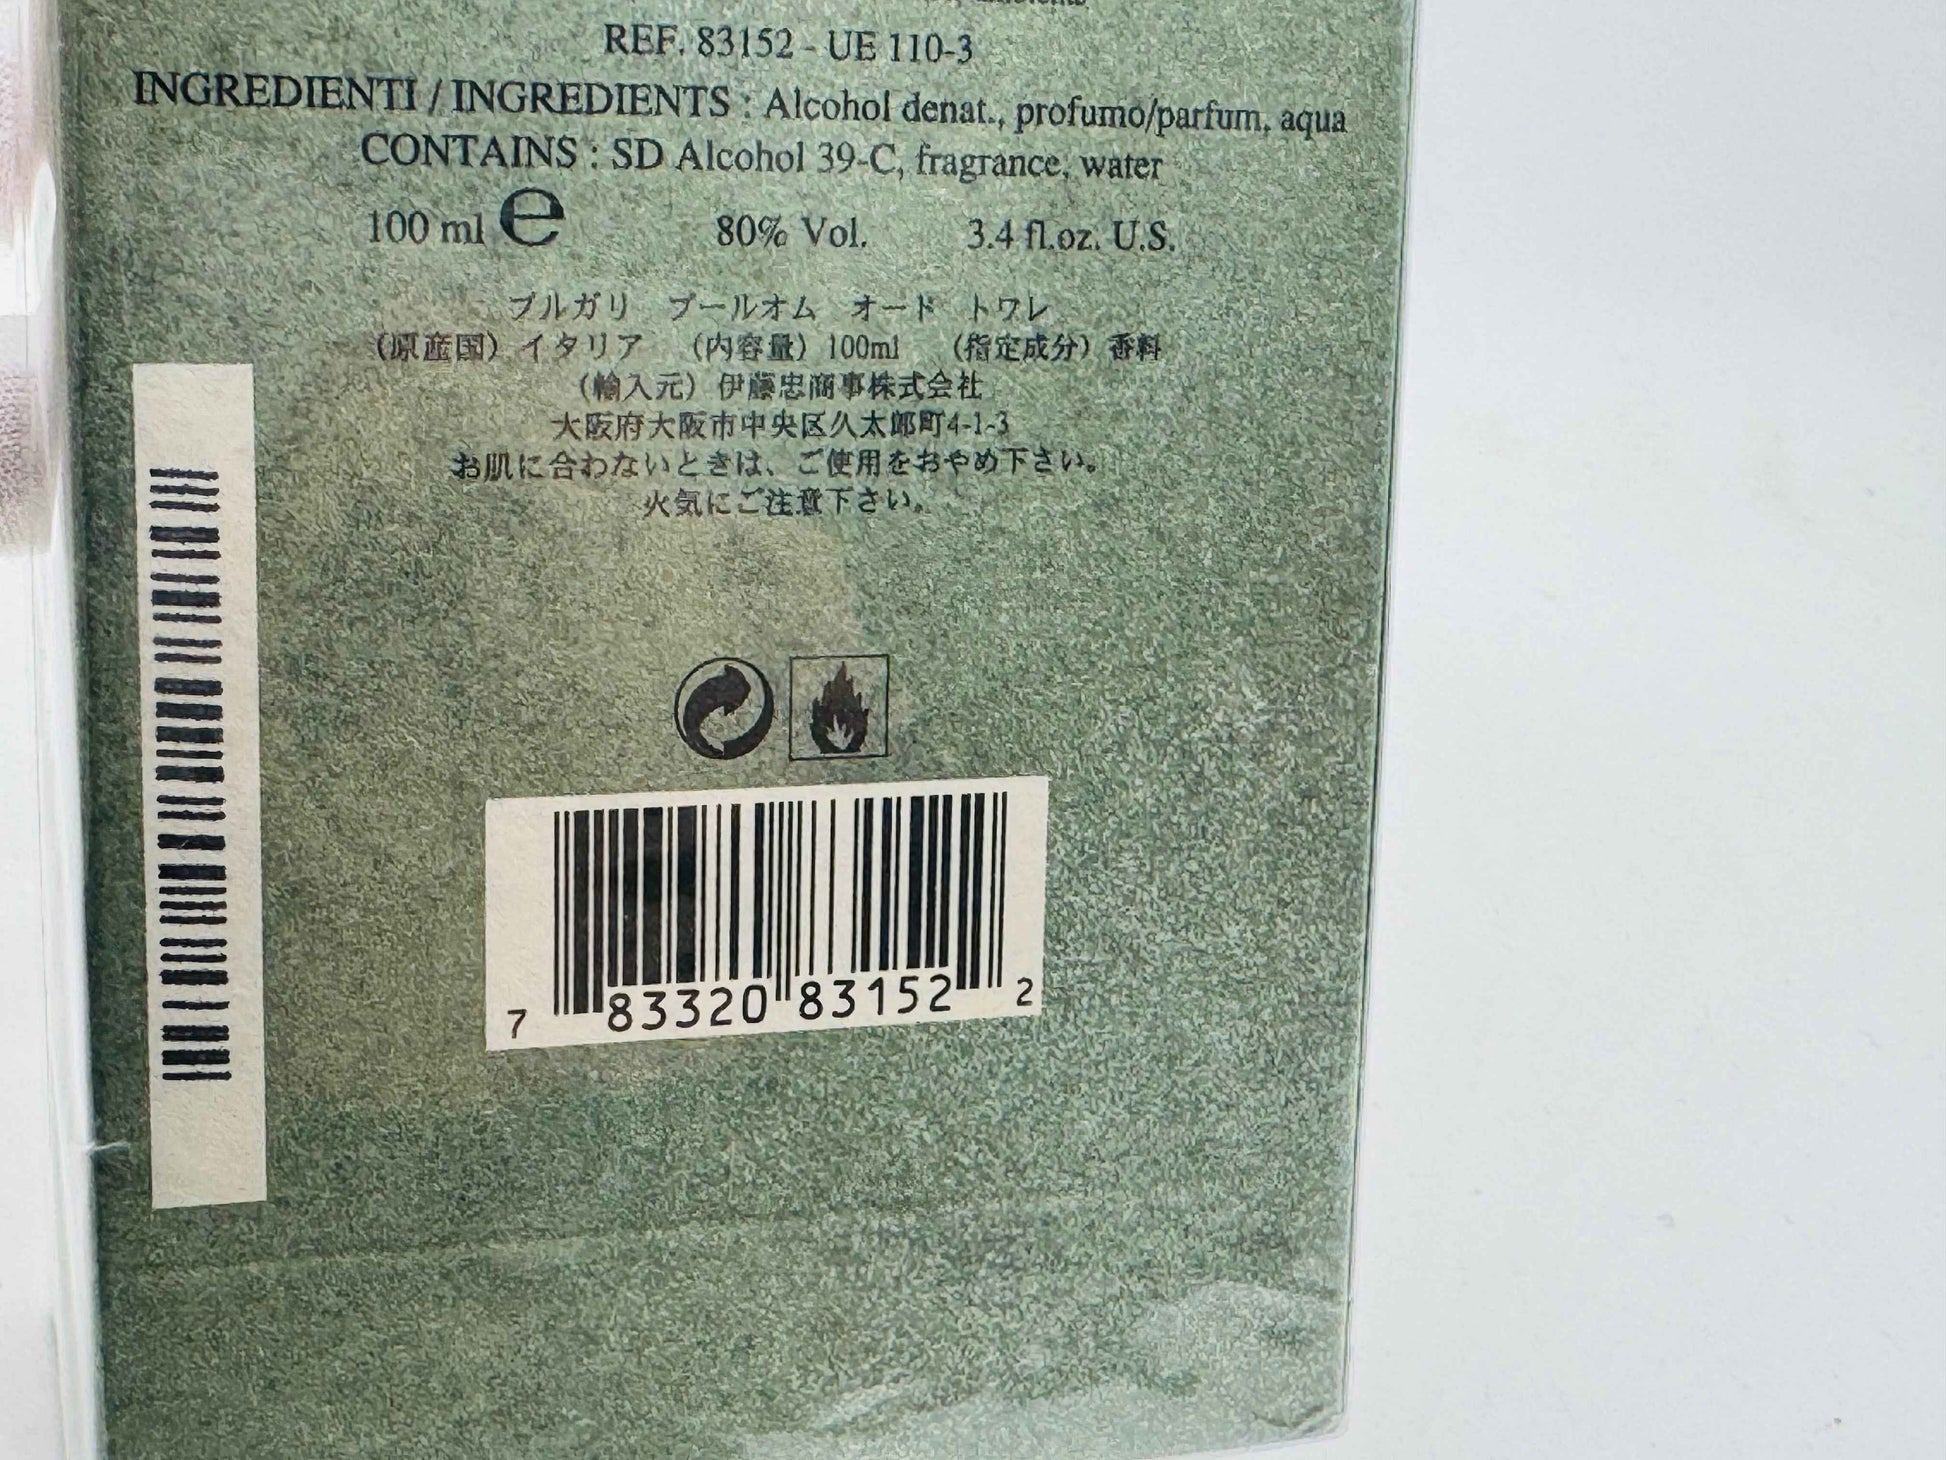 REF. 83152 - UE 110-3
INGREDIENTI / INGREDIENTS : Alcohol denat., profumo/parfum, aqua
CONTAINS : SD Alcohol 39-C, fragrance, water
100 ml e 80% Vol. 3.4 fl.oz. U.S.
ブルガリ プールオム オード トワレ
（原産国）イタリア （内容量）100ml （指定成分）香料
（輸入元）伊藤忠商事株式会社
大阪府大阪市中央区久太郎町4-1-3
お肌に合わないときは、ご使用をおやめ下さい。
火気にご注意下さい。
7 83320 83152 2